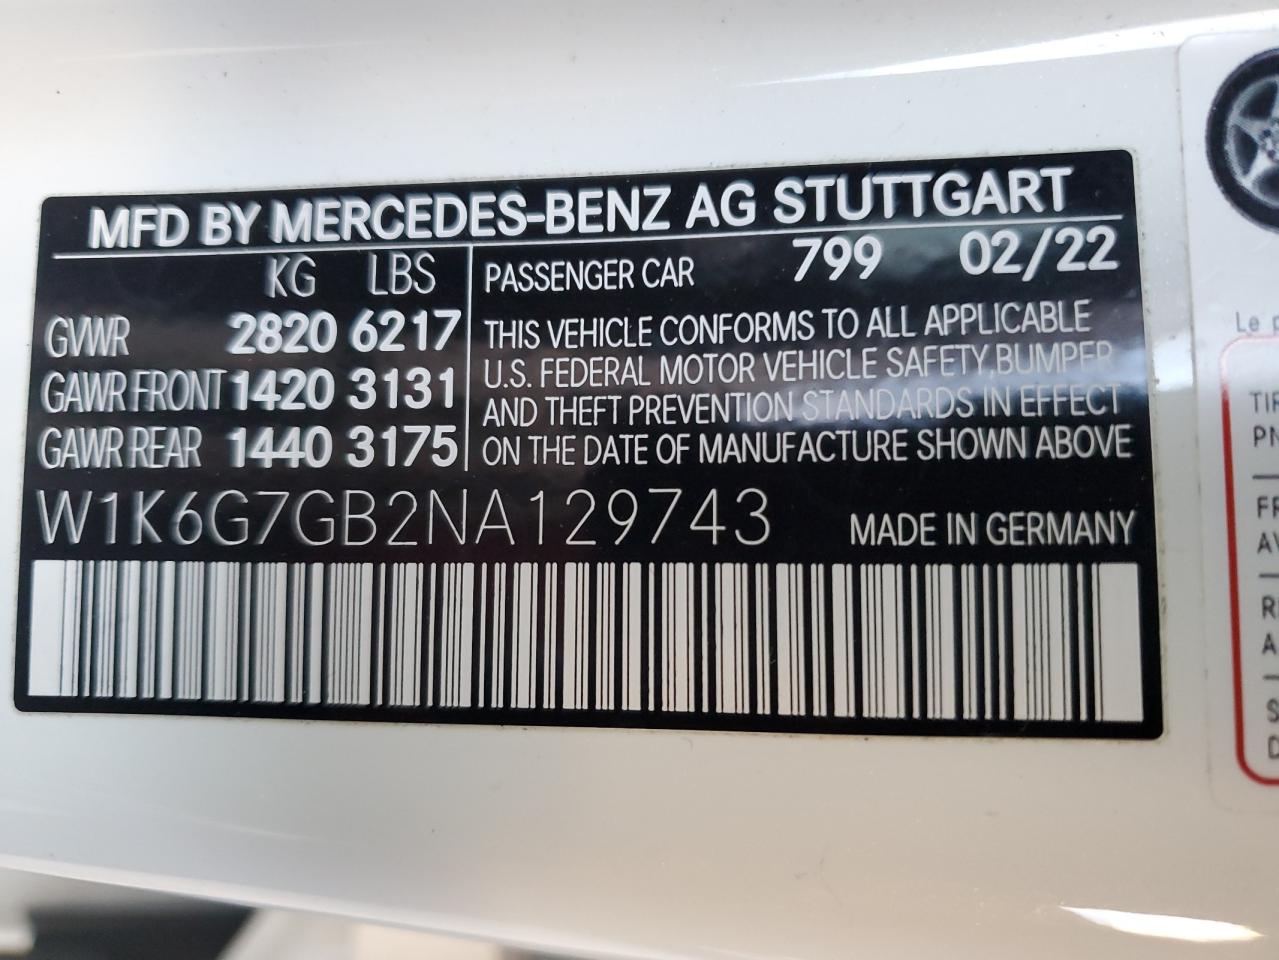 MFD BY MERCEDES-BENZ AG STUTTGART
KG LBS
GVWR 2820 6217
GAWR FRONT 1420 3131
GAWR REAR 1440 3175
PASSENGER CAR 799 02/22
THIS VEHICLE CONFORMS TO ALL APPLICABLE
U.S. FEDERAL MOTOR VEHICLE SAFETY, BUMPER
AND THEFT PREVENTION STANDARDS IN EFFECT
ON THE DATE OF MANUFACTURE SHOWN ABOVE
W1K6G7GB2NA129743
MADE IN GERMANY
Le